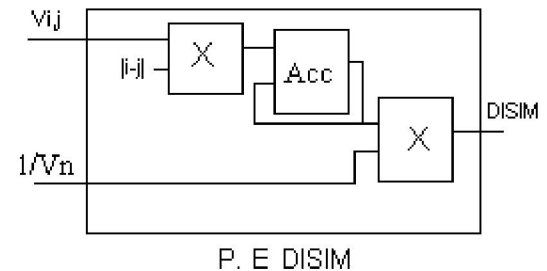 Vi,j
X
|i-j|
Acc
X
DISIM
1/Vn
P. E DISIM